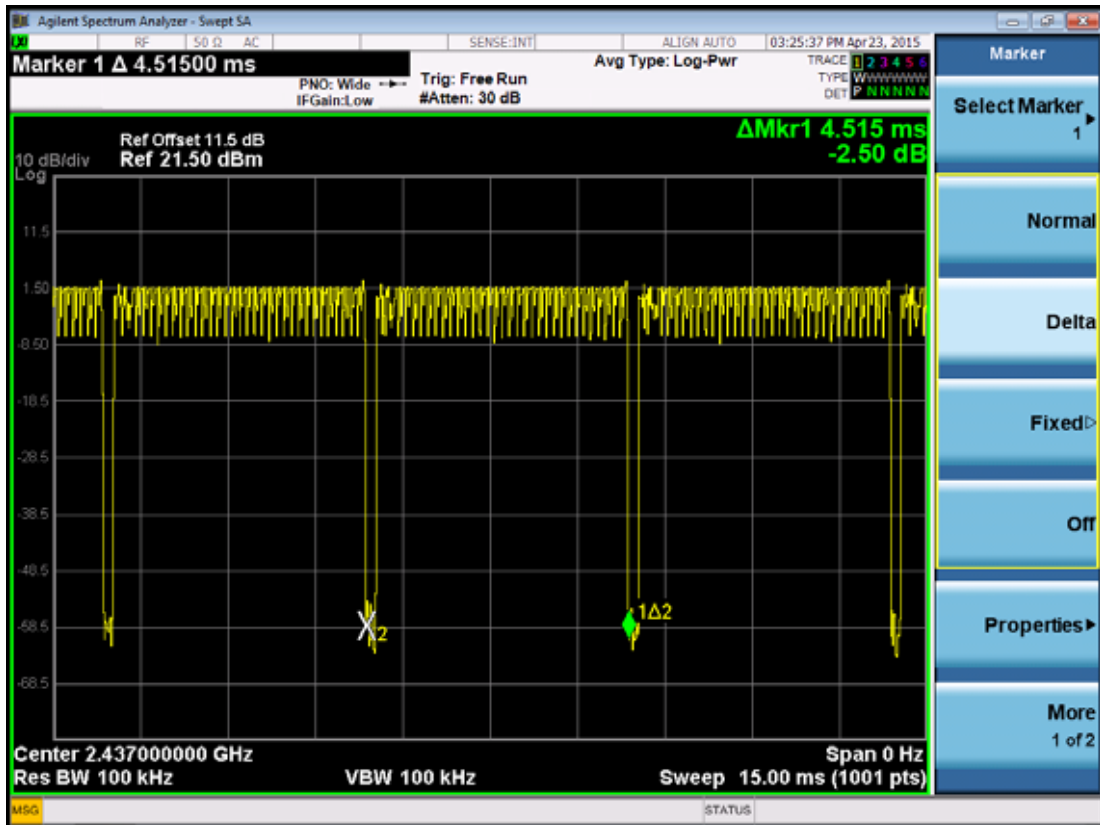 Agilent Spectrum Analyzer - Swept SA
RF 50 Ω AC SENSE:INT ALIGN AUTO 03:25:37 PM Apr 23, 2015
Marker 1 Δ 4.51500 ms
PNO: Wide
IFGain:Low
Trig: Free Run
#Atten: 30 dB
Avg Type: Log-Pwr
TRACE 1 2 3 4 5 6
TYPE WWWWWWW
DET P N N N N N
ΔMkr1 4.515 ms
-2.50 dB
Ref Offset 11.5 dB
10 dB/div Ref 21.50 dBm
Log
11.5
1.50
-8.50
-18.5
-28.5
-38.5
-48.5
-58.5
-68.5
X2
1Δ2
Center 2.437000000 GHz Span 0 Hz
Res BW 100 kHz VBW 100 kHz Sweep 15.00 ms (1001 pts)
MSG STATUS
Marker
Select Marker
1
Normal
Delta
Fixed
Off
Properties
More
1 of 2